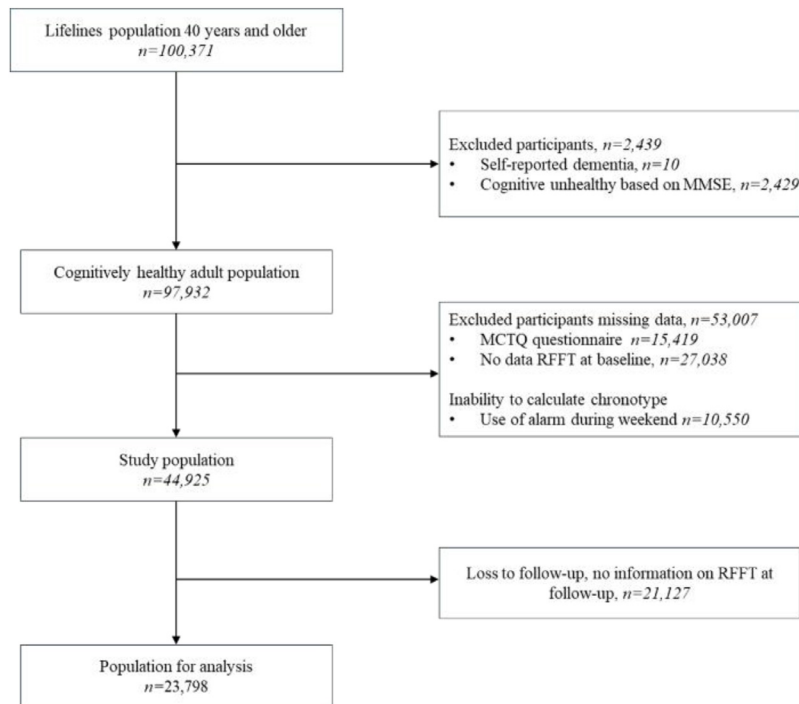 Lifelines population 40 years and older
n=100,371
Excluded participants, n=2,439
• Self-reported dementia, n=10
• Cognitive unhealthy based on MMSE, n=2,429
Cognitively healthy adult population
n=97,932
Excluded participants missing data, n=53,007
• MCTQ questionnaire n=15,419
• No data RFFT at baseline, n=27,038
Inability to calculate chronotype
• Use of alarm during weekend n=10,550
Study population
n=44,925
Loss to follow-up, no information on RFFT at
follow-up, n=21,127
Population for analysis
n=23,798